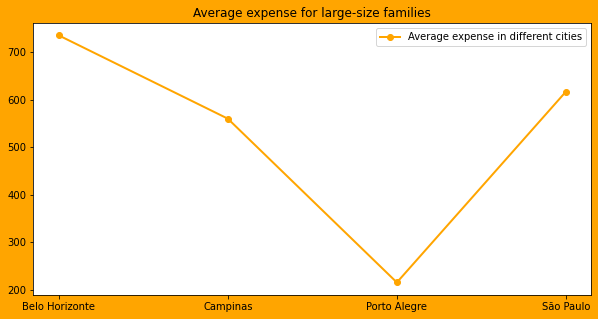 Average expense for large-size families
Average expense in different cities
700
600
500
400
300
200
Belo Horizonte
Campinas
Porto Alegre
São Paulo